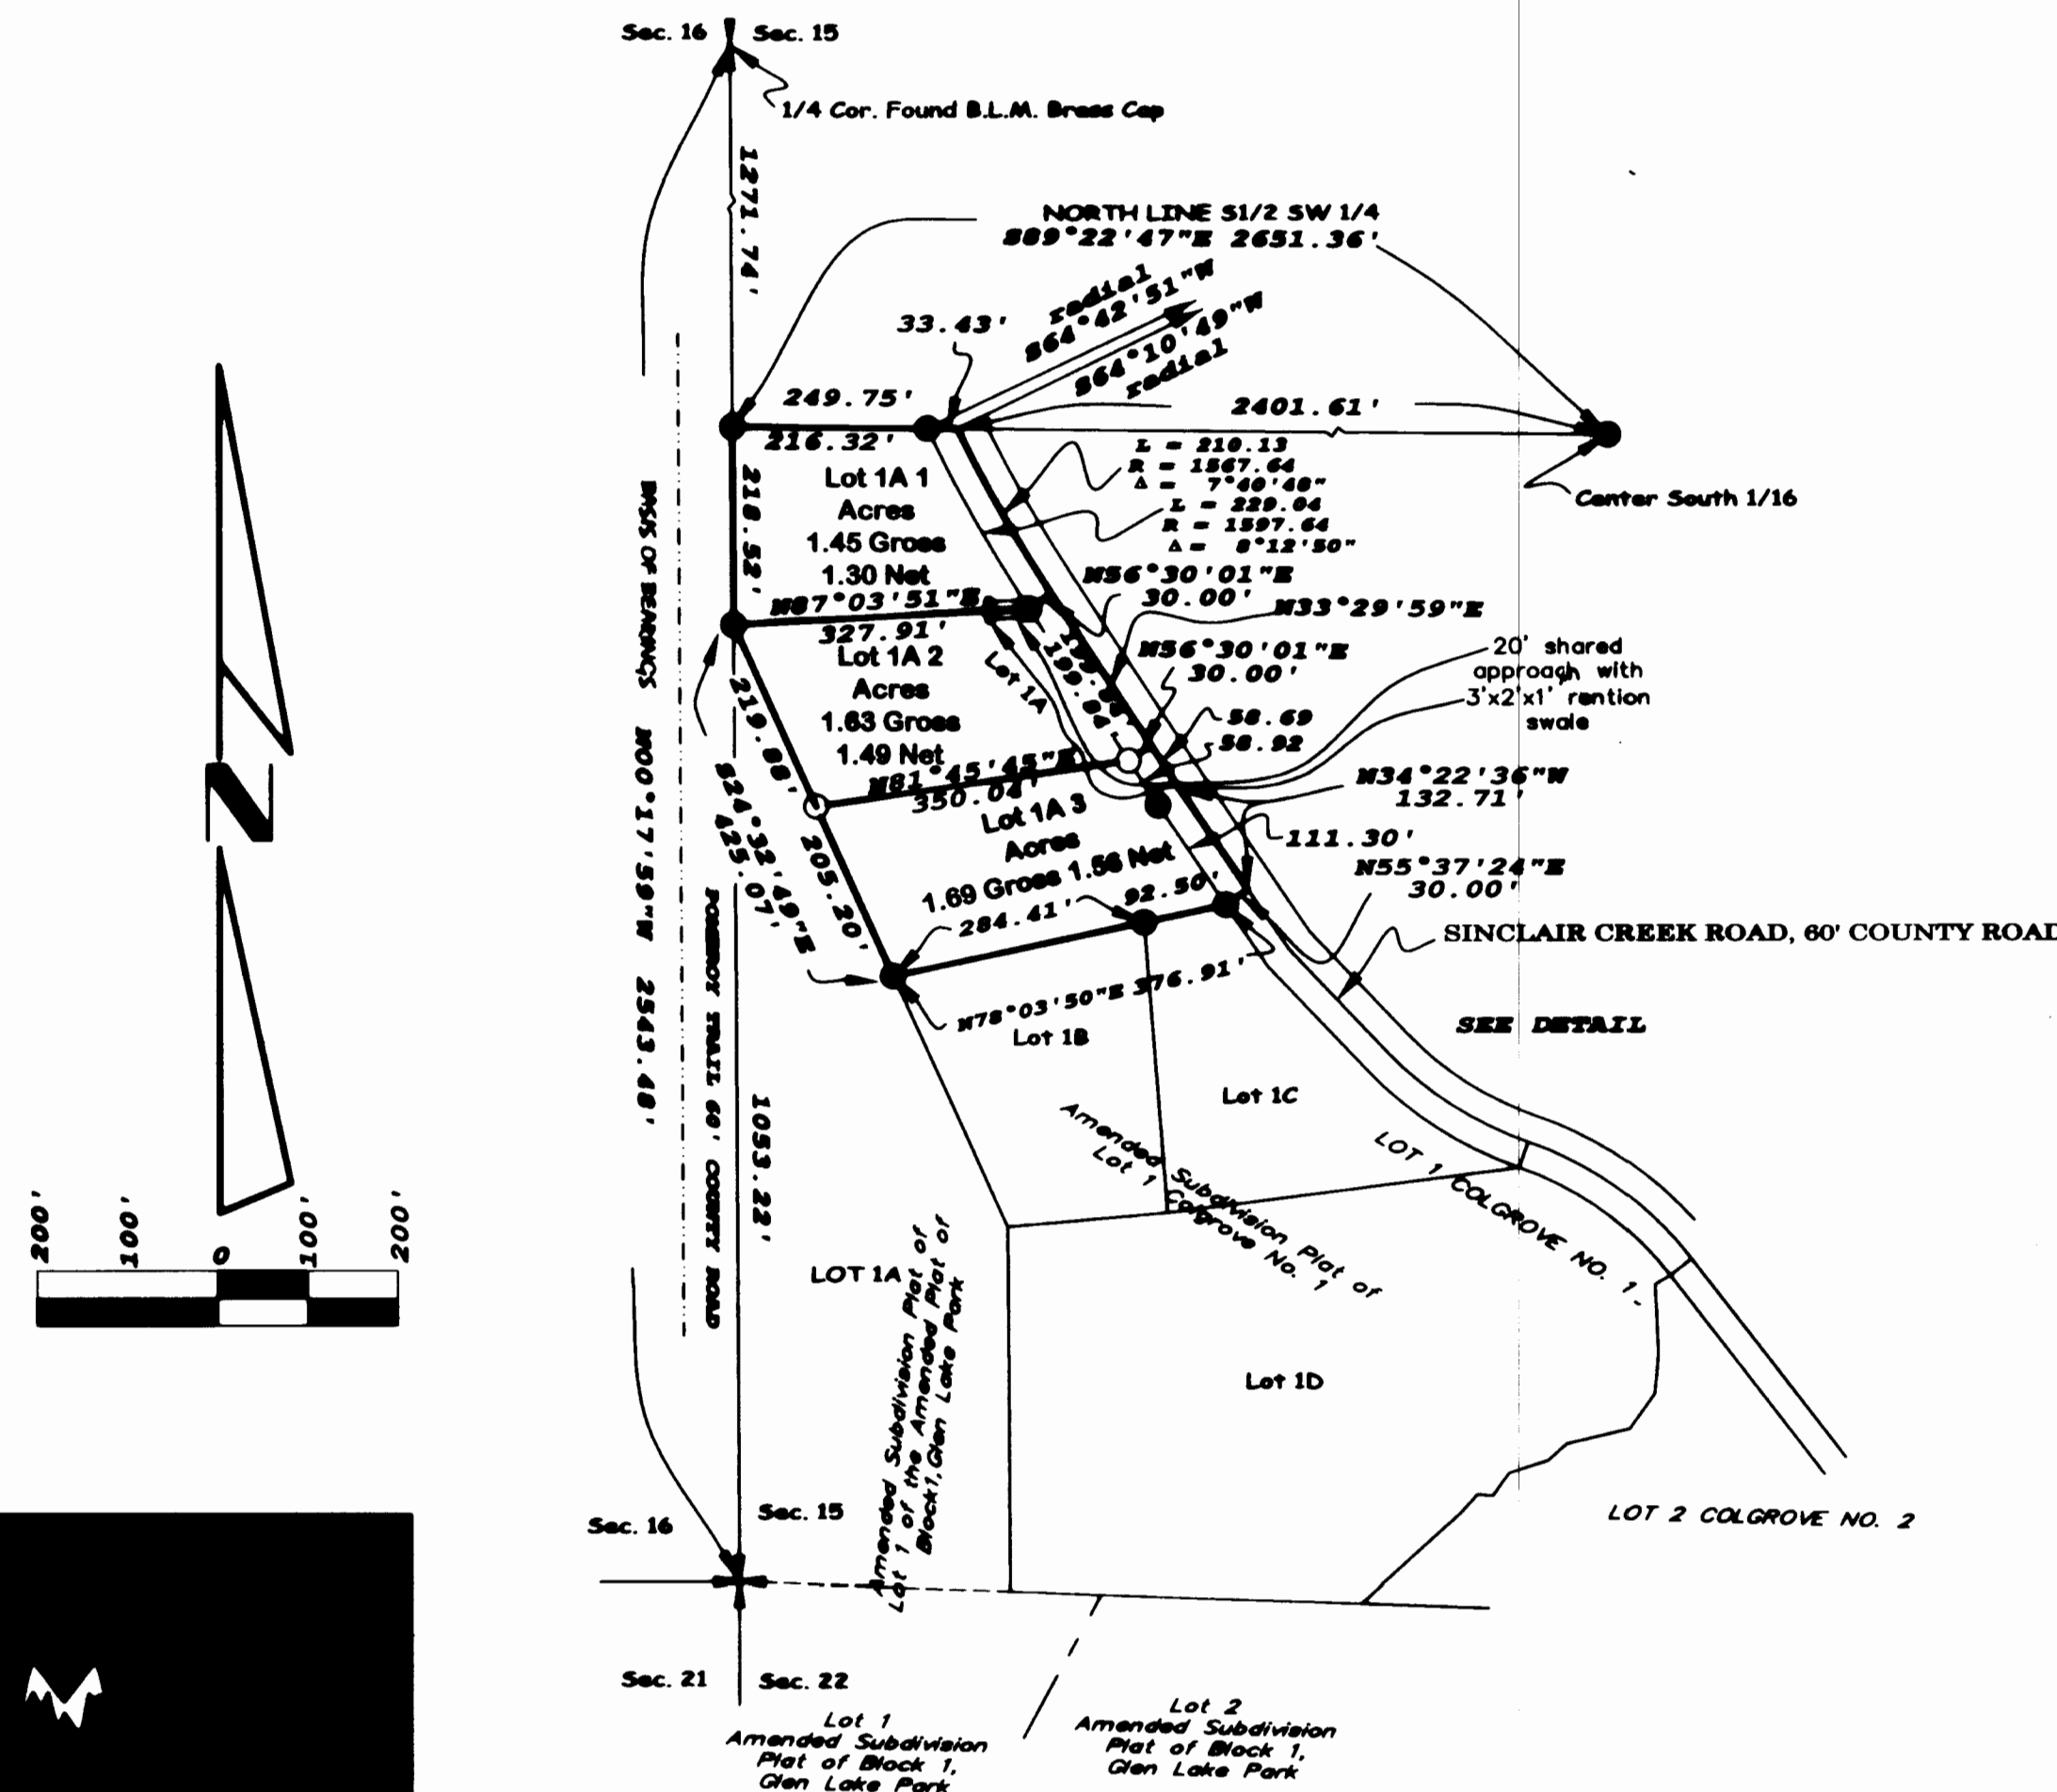 Sec. 16
Sec. 15
1/4 Cor. Found B.L.M. Brass Cap
1271.74'
NORTH LINE S1/2 SW 1/4
S89°22'47"E 2651.36'
radial
S64°42'51"W
S64°10'49"W
radial
33.43'
249.75'
2401.61'
216.32'
L = 210.13
R = 1567.64
Δ = 7°40'48"
L = 229.04
R = 1597.64
Δ = 8°12'50"
Center South 1/16
Lot 1A 1
Acres
1.45 Gross
1.30 Net
218.52'
BASIS OF BEARINGS N00°17'59"W 2543.48'
N56°30'01"E
30.00'
N33°29'59"E
N87°03'51"E
327.91'
Lot 1A 2
Acres
1.63 Gross
1.49 Net
Lot 1A
N56°30'01"E
30.00'
20' shared
approach with
3'x2'x1' rention
swale
58.69
58.92
219.88'
N81°45'45"E
350.04'
N34°22'36"W
132.71'
Lot 1A 3
Acres
1.69 Gross 1.56 Net
111.30'
N55°37'24"E
30.00'
S24°32'49"E
425.07'
205.20'
284.41'
92.50'
SINCLAIR CREEK ROAD, 60' COUNTY ROAD
N78°03'50"E 376.91'
Lot 1B
SEE DETAIL
POMEROY TRAIL 60' COUNTY ROAD
1053.22'
Lot 1C
Amended Subdivision Plat of
Lot 1 Colgrove No. 1
LOT 1 COLGROVE NO. 1
200'
100'
0
100'
200'
LOT 1A
Amended Subdivision Plat of
Lot 1 of the Amended Plat of
Block 1, Glen Lake Park
Lot 1D
Sec. 16
Sec. 15
LOT 2 COLGROVE NO. 2
Sec. 21
Sec. 22
Lot 1
Amended Subdivision
Plat of Block 1,
Glen Lake Park
Lot 2
Amended Subdivision
Plat of Block 1,
Glen Lake Park
N